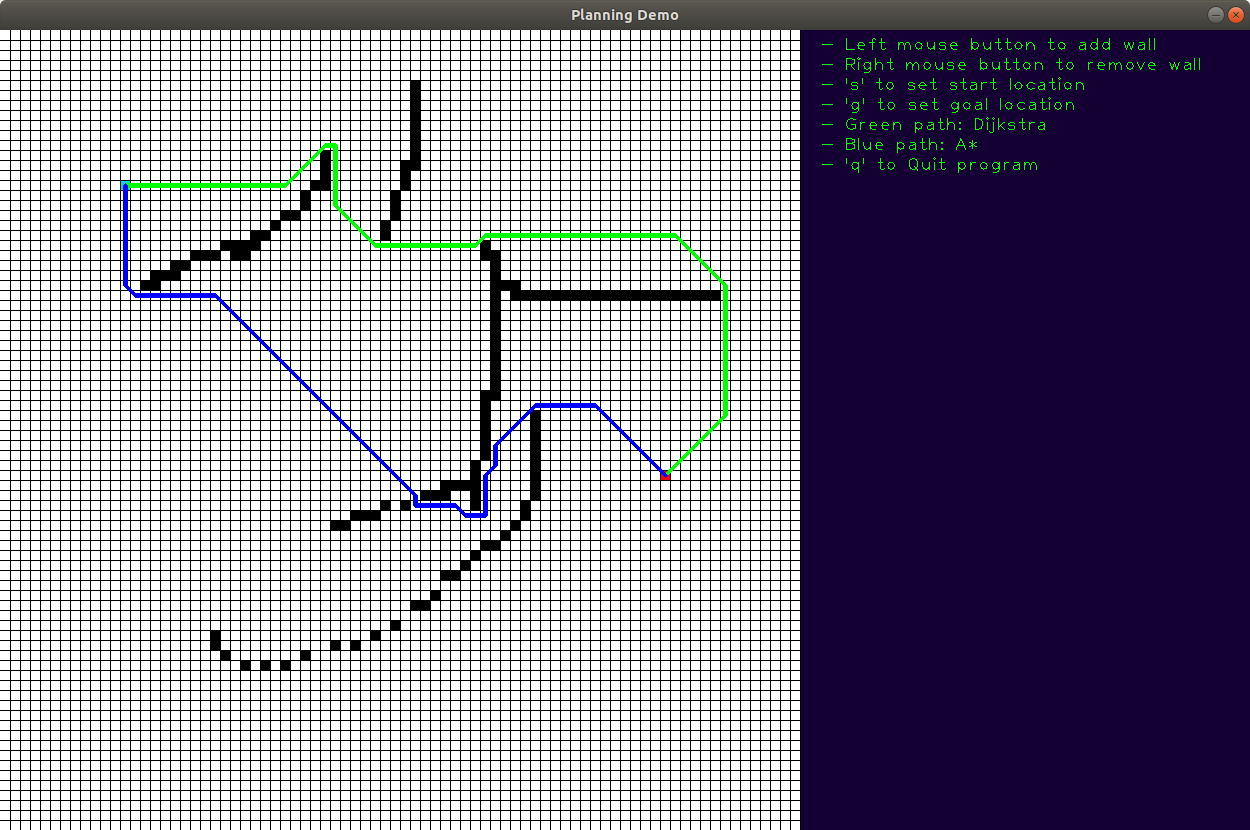 Planning Demo
- Left mouse button to add wall
- Right mouse button to remove wall
- 's' to set start location
- 'g' to set goal location
- Green path: Dijkstra
- Blue path: A*
- 'q' to Quit program